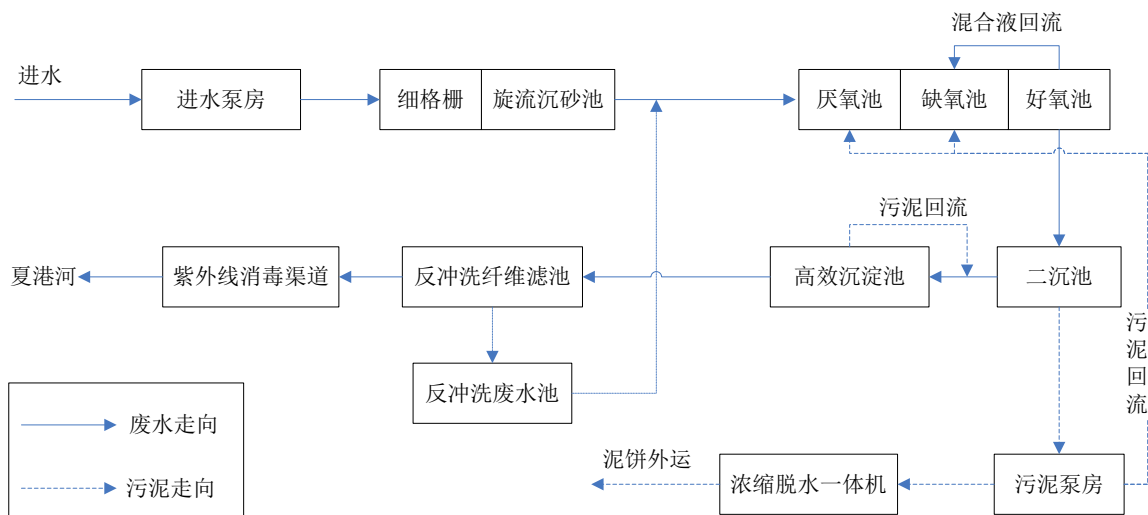 混合液回流
进水
进水泵房
细格栅
旋流沉砂池
厌氧池
缺氧池
好氧池
污泥回流
夏港河
紫外线消毒渠道
反冲洗纤维滤池
高效沉淀池
二沉池
污泥回流
反冲洗废水池
废水走向
污泥走向
泥饼外运
浓缩脱水一体机
污泥泵房